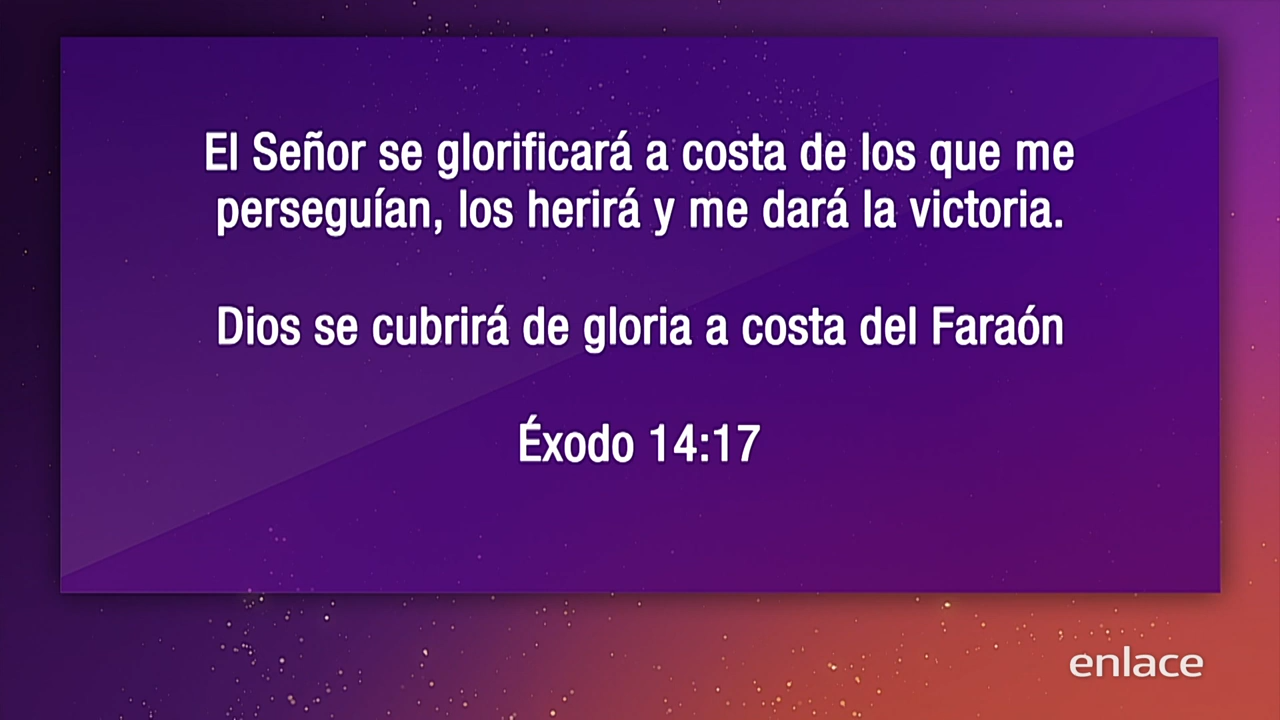 El Señor se glorificará a costa de los que me
perseguían, los herirá y me dará la victoria.
Dios se cubrirá de gloria a costa del Faraón
Éxodo 14:17
enlace